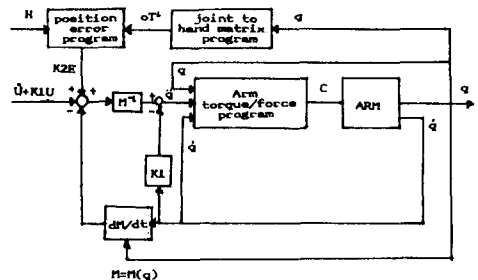 H
position
error
program
oT⁶
joint to
hand matrix
program
q
K2E
U̇+K1U
+
+
-
M⁻¹
+
-
q̈
q
Arm
torque/force
program
C
ARM
q
q̇
q̇
K1
dM/dt
M=M(q)